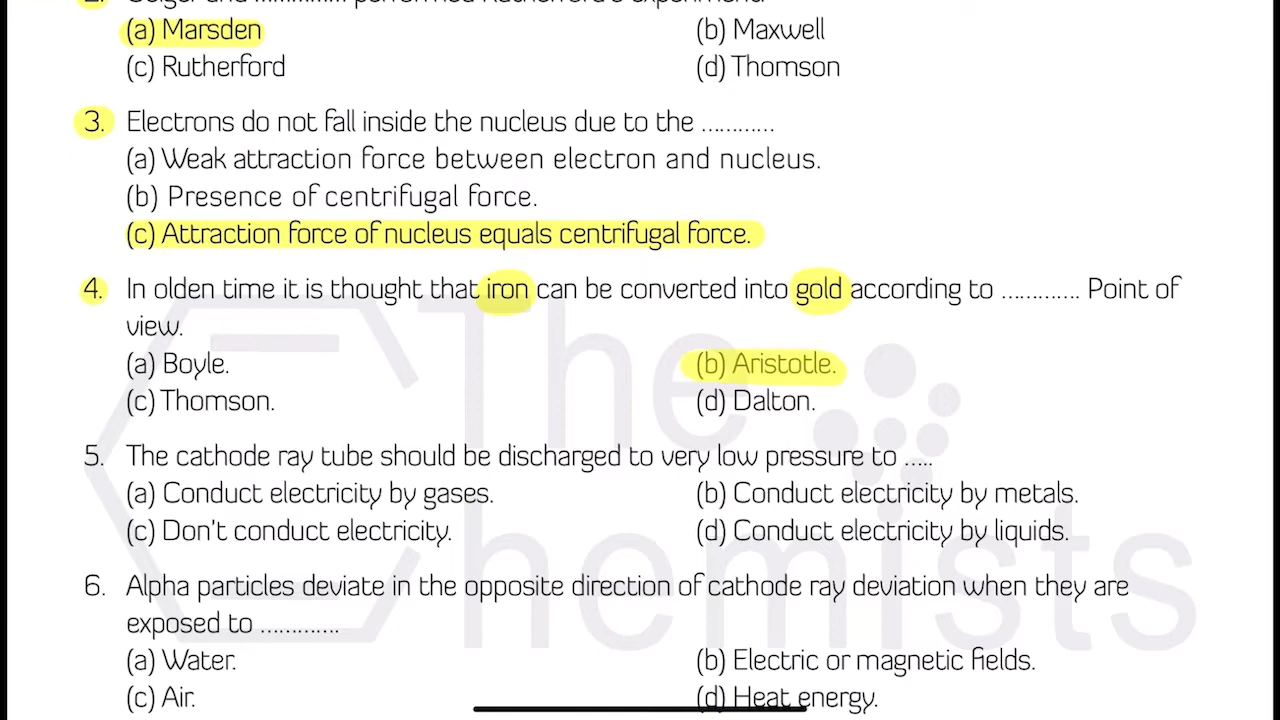 (a) Marsden (b) Maxwell
(c) Rutherford (d) Thomson
3. Electrons do not fall inside the nucleus due to the ............
(a) Weak attraction force between electron and nucleus.
(b) Presence of centrifugal force.
(c) Attraction force of nucleus equals centrifugal force.
4. In olden time it is thought that iron can be converted into gold according to ............. Point of
view.
(a) Boyle. (b) Aristotle.
(c) Thomson. (d) Dalton.
5. The cathode ray tube should be discharged to very low pressure to .....
(a) Conduct electricity by gases. (b) Conduct electricity by metals.
(c) Don't conduct electricity. (d) Conduct electricity by liquids.
6. Alpha particles deviate in the opposite direction of cathode ray deviation when they are
exposed to .............
(a) Water. (b) Electric or magnetic fields.
(c) Air. (d) Heat energy.
The
Chemists